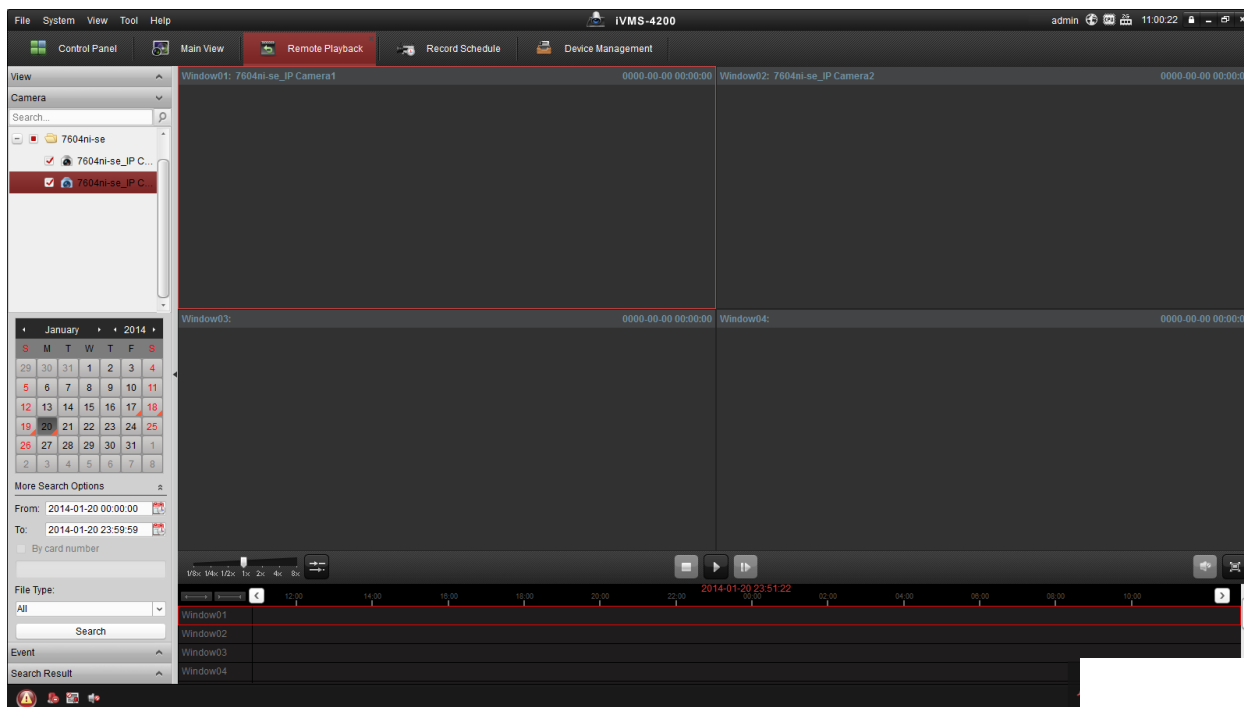 File System View Tool Help iVMS-4200 admin 11:00:22
Control Panel Main View Remote Playback Record Schedule Device Management
View
Camera
Search...
7604ni-se
7604ni-se_IP C...
7604ni-se_IP C...
January 2014
S M T W T F S
29 30 31 1 2 3 4
5 6 7 8 9 10 11
12 13 14 15 16 17 18
19 20 21 22 23 24 25
26 27 28 29 30 31 1
2 3 4 5 6 7 8
More Search Options
From: 2014-01-20 00:00:00
To: 2014-01-20 23:59:59
By card number
File Type:
All
Search
Event
Search Result
Window01: 7604ni-se_IP Camera1 0000-00-00 00:00:00
Window02: 7604ni-se_IP Camera2 0000-00-00 00:00:0
Window03: 0000-00-00 00:00:00
Window04: 0000-00-00 00:00:0
1/8x 1/4x 1/2x 1x 2x 4x 8x
2014-01-20 23:51:22
12:00 14:00 16:00 18:00 20:00 22:00 00:00 02:00 04:00 06:00 08:00 10:00
Window01
Window02
Window03
Window04